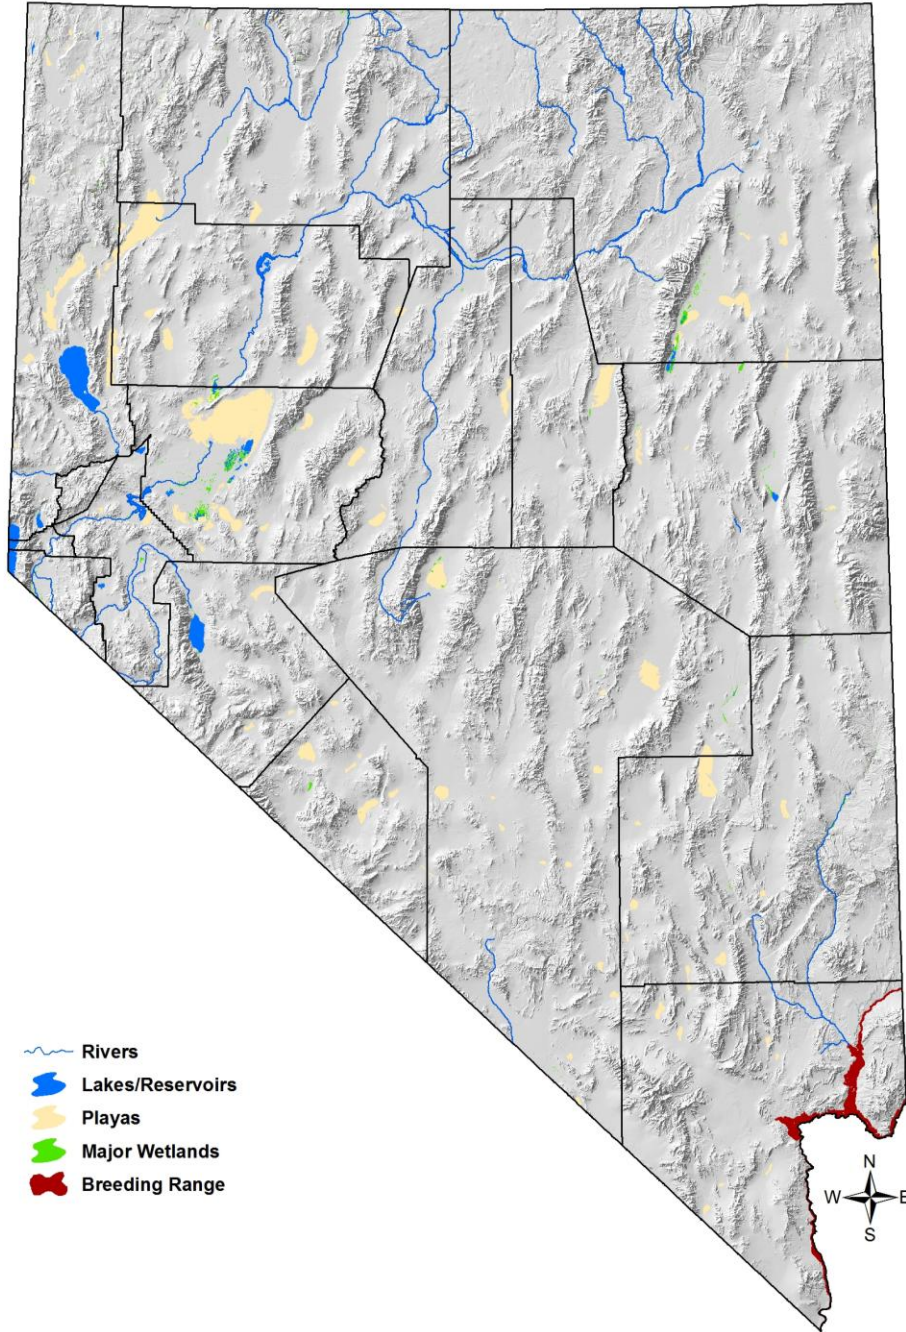 Rivers
Lakes/Reservoirs
Playas
Major Wetlands
Breeding Range
N
W E
S